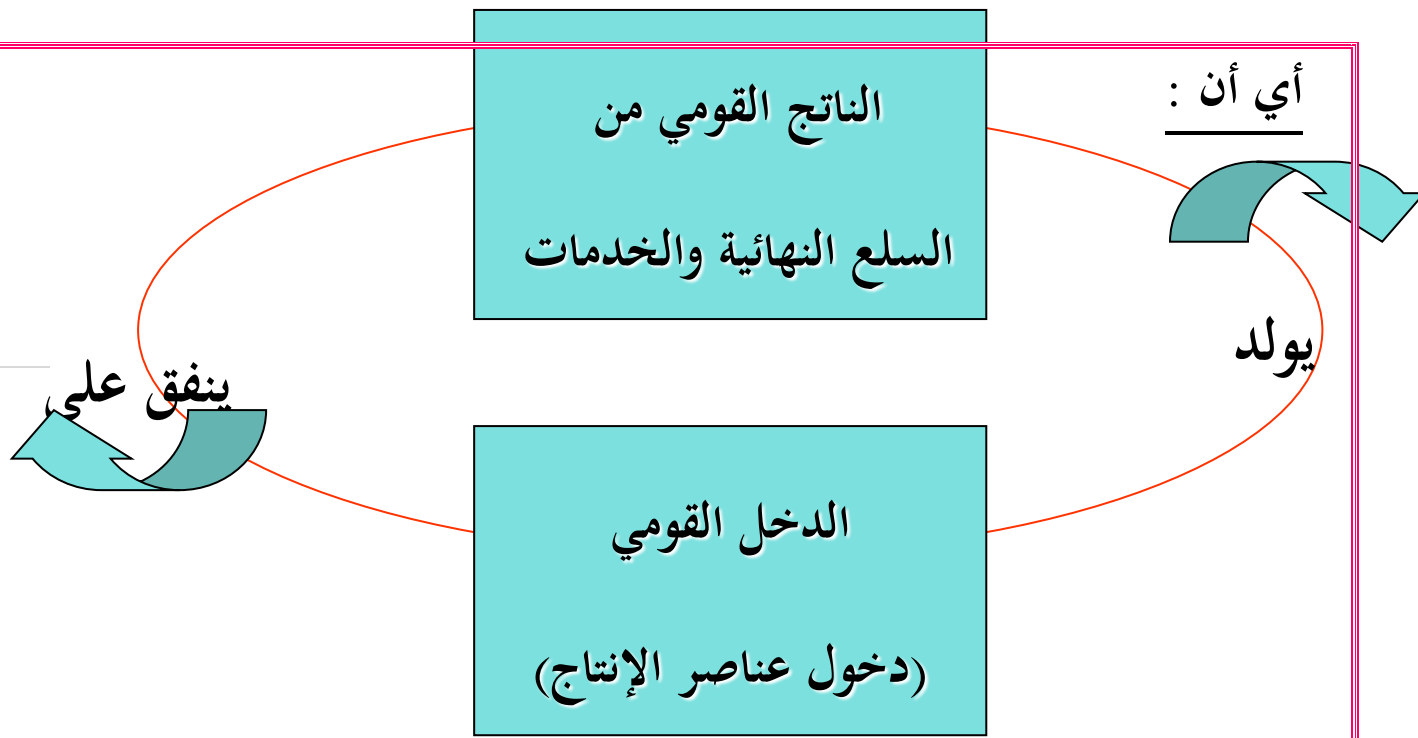 أي أن :
الناتج القومي من
السلع النهائية والخدمات
يولد
ينفق على
الدخل القومي
(دخول عناصر الإنتاج)